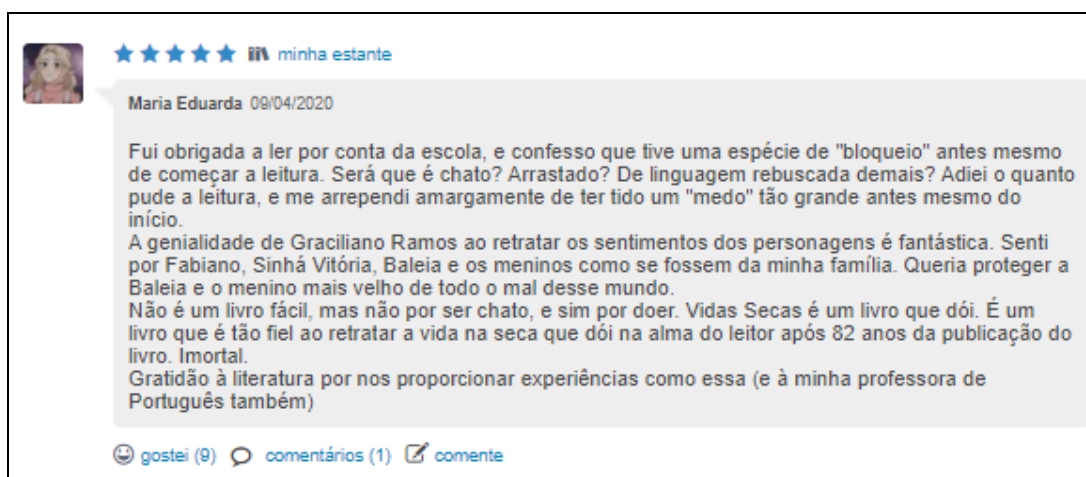 minha estante
Maria Eduarda 09/04/2020
Fui obrigada a ler por conta da escola, e confesso que tive uma espécie de "bloqueio" antes mesmo
de começar a leitura. Será que é chato? Arrastado? De linguagem rebuscada demais? Adiei o quanto
pude a leitura, e me arrependi amargamente de ter tido um "medo" tão grande antes mesmo do
início.
A genialidade de Graciliano Ramos ao retratar os sentimentos dos personagens é fantástica. Senti
por Fabiano, Sinhá Vitória, Baleia e os meninos como se fossem da minha família. Queria proteger a
Baleia e o menino mais velho de todo o mal desse mundo.
Não é um livro fácil, mas não por ser chato, e sim por doer. Vidas Secas é um livro que dói. É um
livro que é tão fiel ao retratar a vida na seca que dói na alma do leitor após 82 anos da publicação do
livro. Imortal.
Gratidão à literatura por nos proporcionar experiências como essa (e à minha professora de
Português também)
gostei (9) comentários (1) comente